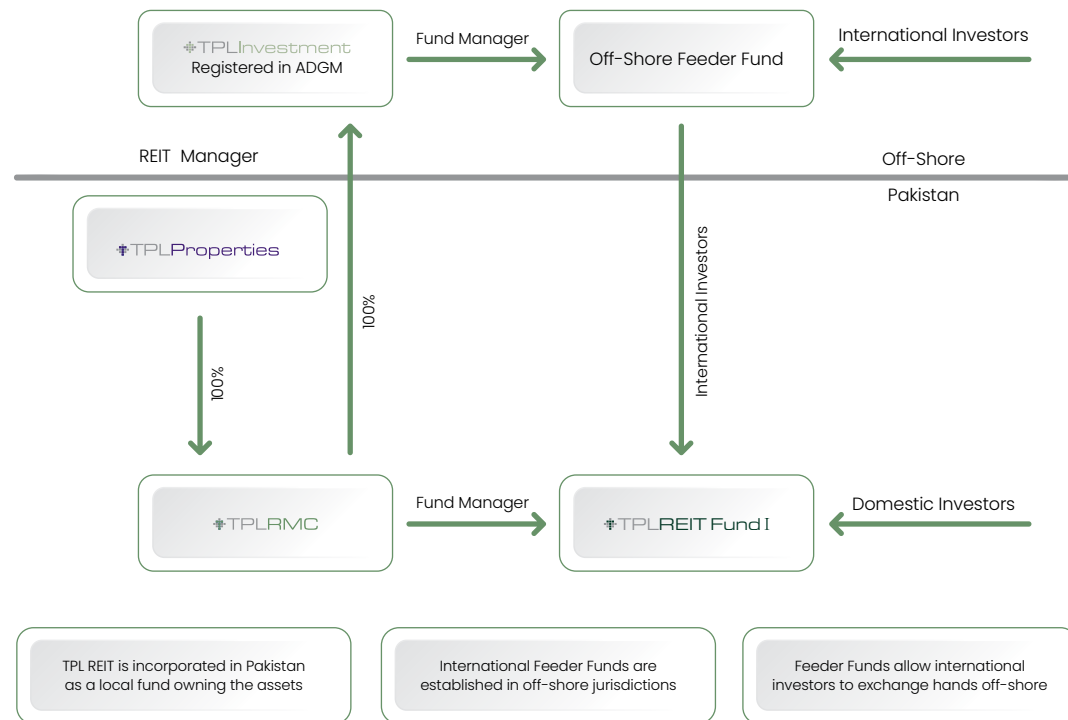 TPLInvestment
Registered in ADGM
Fund Manager
Off-Shore Feeder Fund
International Investors
REIT Manager
Off-Shore
Pakistan
TPLProperties
100%
100%
International Investors
TPLRMC
Fund Manager
TPLREIT Fund I
Domestic Investors
TPL REIT is incorporated in Pakistan
as a local fund owning the assets
International Feeder Funds are
established in off-shore jurisdictions
Feeder Funds allow international
investors to exchange hands off-shore